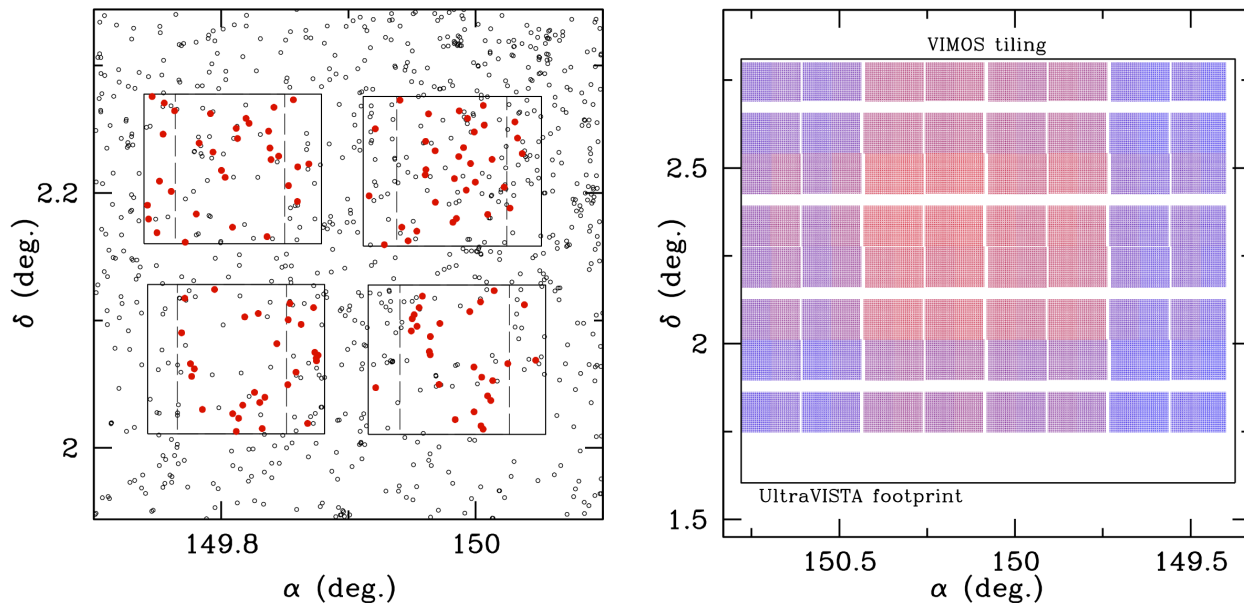 2.2
2
149.8
150
δ (deg.)
α (deg.)
VIMOS tiling
2.5
2
1.5
UltraVISTA footprint
150.5
150
149.5
δ (deg.)
α (deg.)